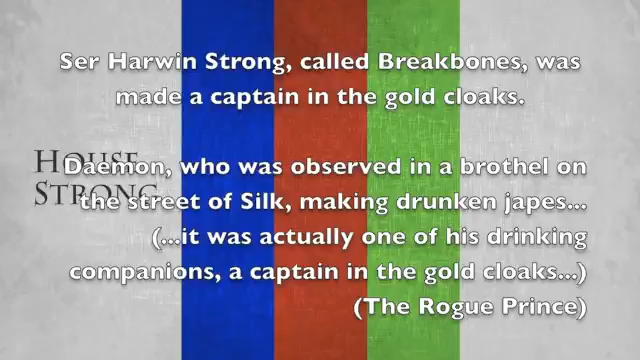 Ser Harwin Strong, called Breakbones, was
made a captain in the gold cloaks.
HOUSE
STRONG
Daemon, who was observed in a brothel on
the street of Silk, making drunken japes...
(...it was actually one of his drinking
companions, a captain in the gold cloaks...)
(The Rogue Prince)